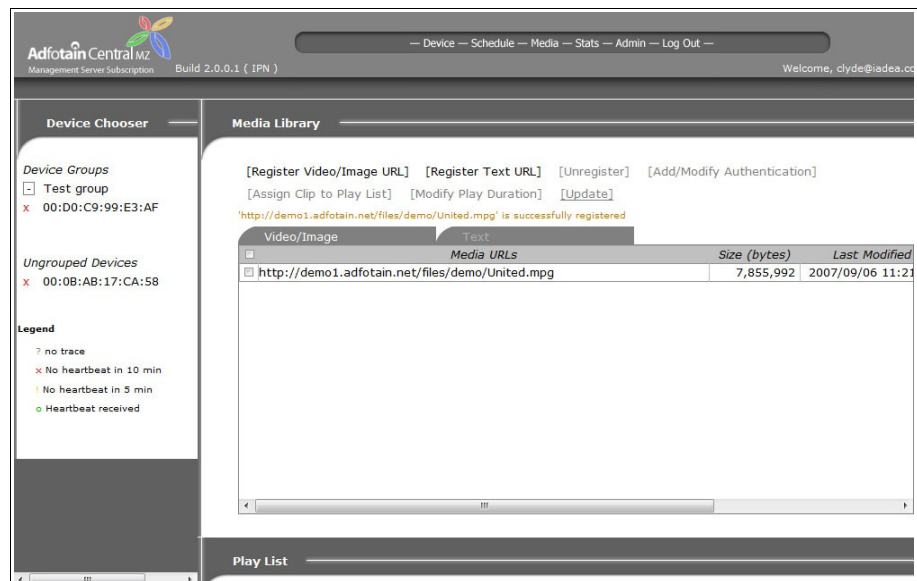 Adfotain Central MZ
Management Server Subscription
Build 2.0.0.1 ( IPN )
— Device — Schedule — Media — Stats — Admin — Log Out —
Welcome, clyde@iadea.co
Device Chooser
Device Groups
- Test group
x 00:D0:C9:99:E3:AF
Ungrouped Devices
x 00:0B:AB:17:CA:58
Legend
? no trace
x No heartbeat in 10 min
! No heartbeat in 5 min
o Heartbeat received
Media Library
[Register Video/Image URL] [Register Text URL] [Unregister] [Add/Modify Authentication]
[Assign Clip to Play List] [Modify Play Duration] [Update]
'http://demo1.adfotain.net/files/demo/United.mpg' is successfully registered
Video/Image Text
Media URLs Size (bytes) Last Modified
http://demo1.adfotain.net/files/demo/United.mpg 7,855,992 2007/09/06 11:21
Play List